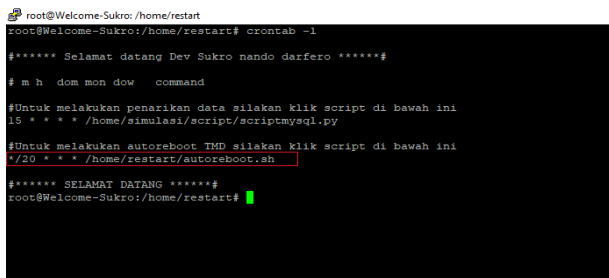 root@Welcome-Sukro: /home/restart
root@Welcome-Sukro:/home/restart# crontab -l
#****** Selamat datang Dev Sukro nando darfero ******#
# m h  dom mon dow   command
#Untuk melakukan penarikan data silakan klik script di bawah ini
15 * * * * /home/simulasi/script/scriptmysql.py
#Untuk melakukan autoreboot TMD silakan klik script di bawah ini
*/20 * * * /home/restart/autoreboot.sh
#****** SELAMAT DATANG ******#
root@Welcome-Sukro:/home/restart#